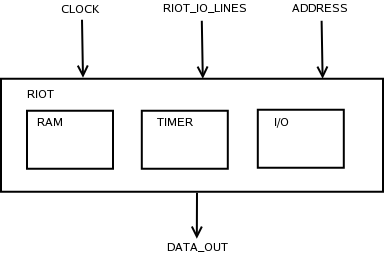 CLOCK RIOT_IO_LINES ADDRESS
RIOT
RAM TIMER I/O
DATA_OUT